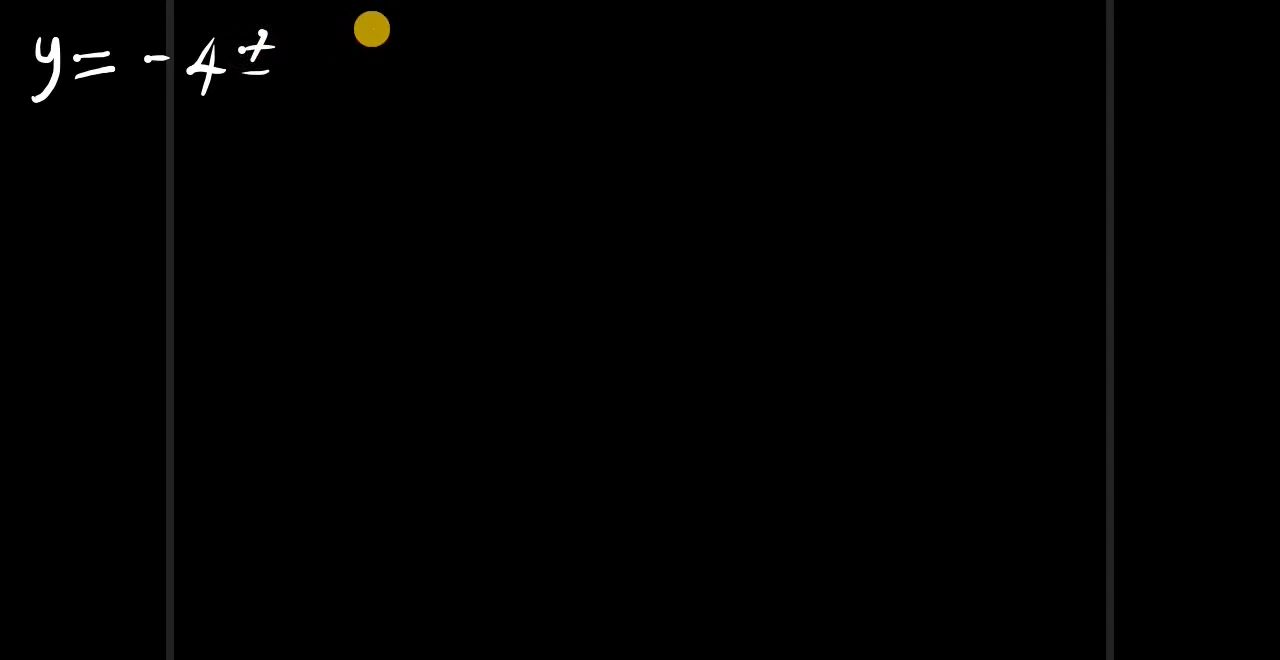 y = - 4 ±